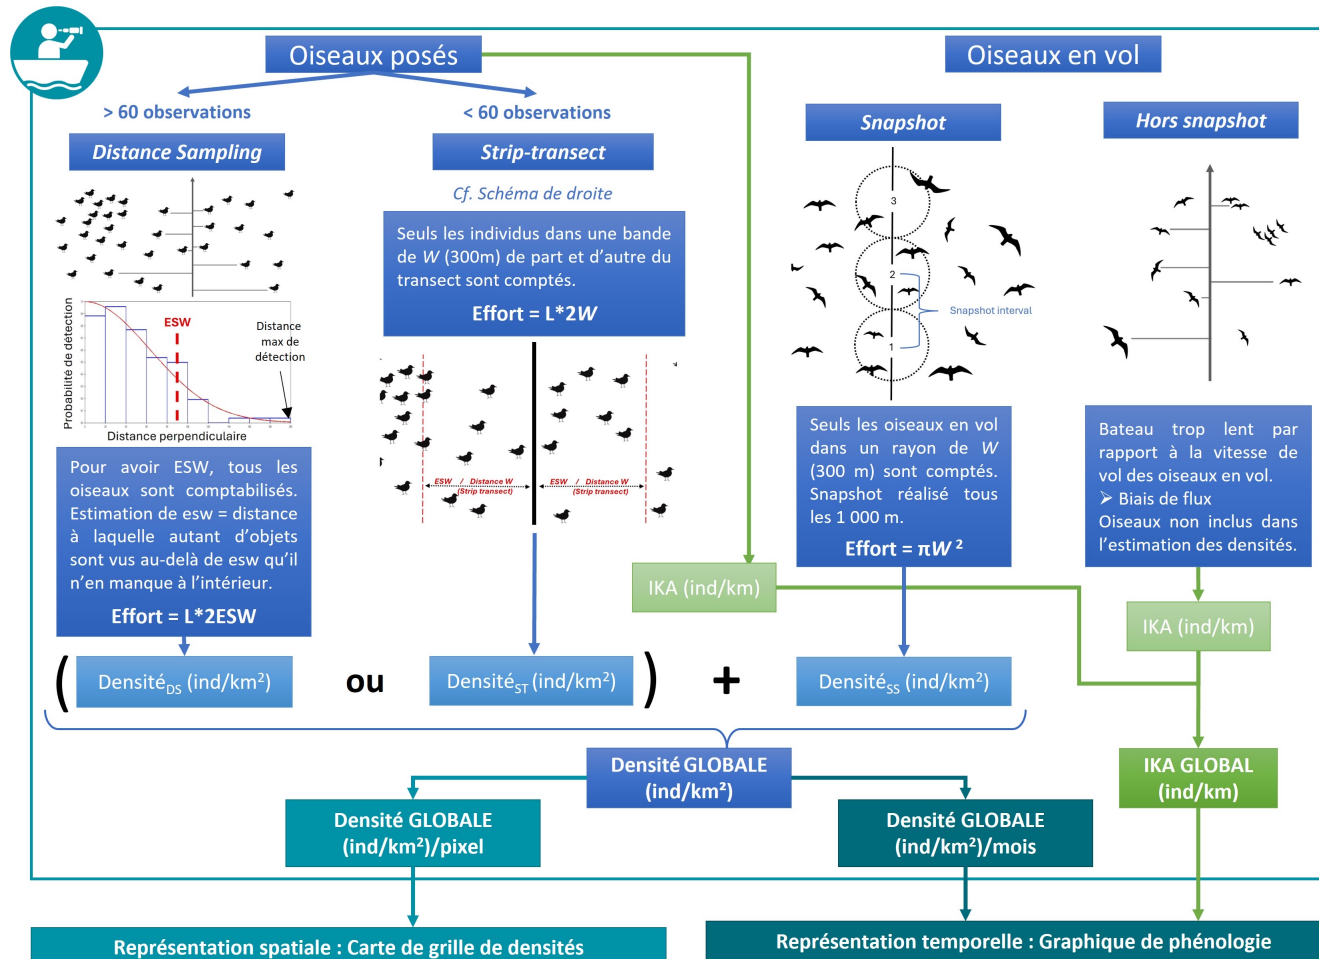 Oiseaux posés
Oiseaux en vol
> 60 observations
< 60 observations
Distance Sampling
Strip-transect
Snapshot
Hors snapshot
Cf. Schéma de droite
Seuls les individus dans une bande
de W (300m) de part et d'autre du
transect sont comptés.
Effort = L*2W
3
2
1
Snapshot interval
Probabilité de détection
ESW
Distance
max de
détection
Distance perpendiculaire
Pour avoir ESW, tous les
oiseaux sont comptabilisés.
Estimation de esw = distance
à laquelle autant d'objets
sont vus au-delà de esw qu'il
n'en manque à l'intérieur.
Effort = L*2ESW
ESW / Distance W
(Strip transect)
ESW / Distance W
(Strip transect)
Seuls les oiseaux en vol
dans un rayon de W
(300 m) sont comptés.
Snapshot réalisé tous
les 1 000 m.
Effort = πW²
Bateau trop lent par
rapport à la vitesse de
vol des oiseaux en vol.
➢ Biais de flux
Oiseaux non inclus dans
l'estimation des densités.
IKA (ind/km)
IKA (ind/km)
( DensitéDS (ind/km²) ou DensitéST (ind/km²) ) + DensitéSS (ind/km²)
Densité GLOBALE
(ind/km²)
IKA GLOBAL
(ind/km)
Densité GLOBALE
(ind/km²)/pixel
Densité GLOBALE
(ind/km²)/mois
Représentation spatiale : Carte de grille de densités
Représentation temporelle : Graphique de phénologie